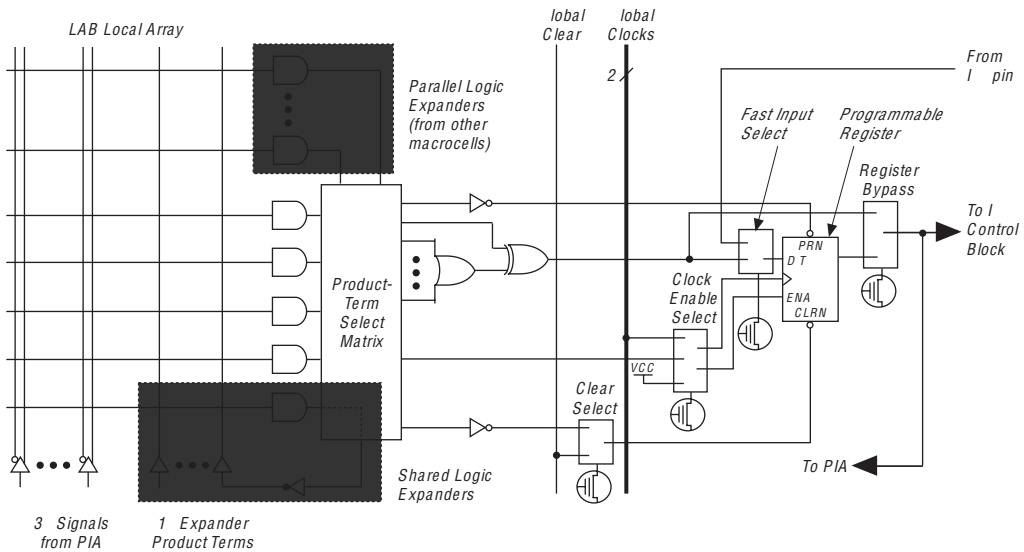 LAB Local Array
lobal
Clear
lobal
Clocks
2
From
I pin
Parallel Logic
Expanders
(from other
macrocells)
Fast Input
Select
Programmable
Register
Register
Bypass
To I
Control
Block
PRN
D T
ENA
CLRN
Clock
Enable
Select
Product-
Term
Select
Matrix
VCC
Clear
Select
Shared Logic
Expanders
To PIA
3 Signals
from PIA
1 Expander
Product Terms